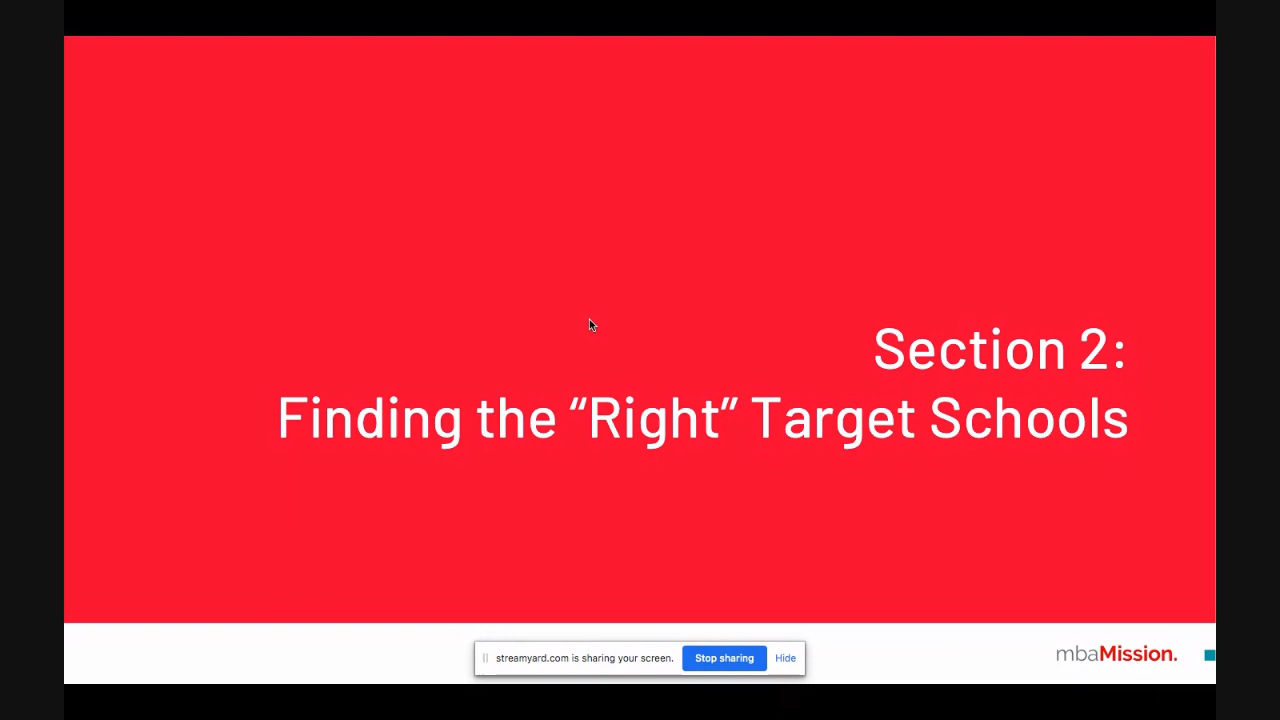 Section 2:
Finding the “Right” Target Schools
streamyard.com is sharing your screen. Stop sharing Hide
mbaMission.